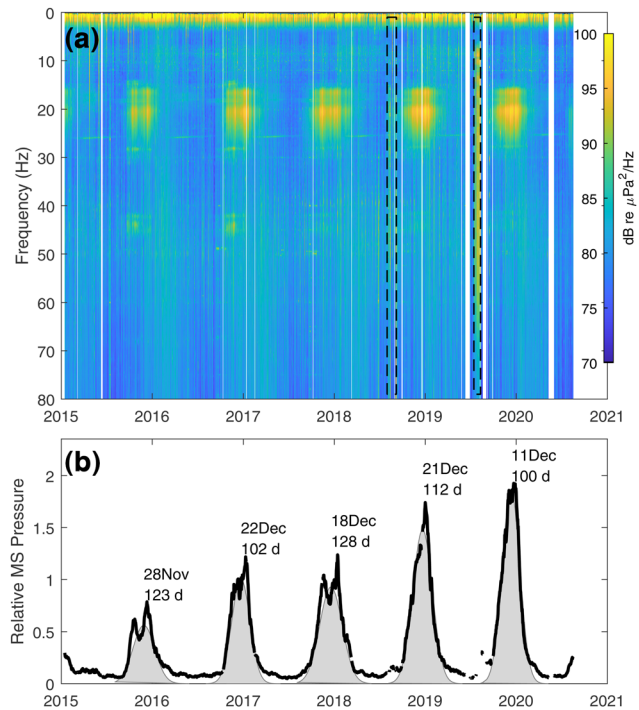 (a)
0
10
20
30
40
50
60
70
80
Frequency (Hz)
2015 2016 2017 2018 2019 2020 2021
100
95
90
85
80
75
70
dB re μPa²/Hz
(b)
2
1.5
1
0.5
0
Relative MS Pressure
28Nov
123 d
22Dec
102 d
18Dec
128 d
21Dec
112 d
11Dec
100 d
2015 2016 2017 2018 2019 2020 2021